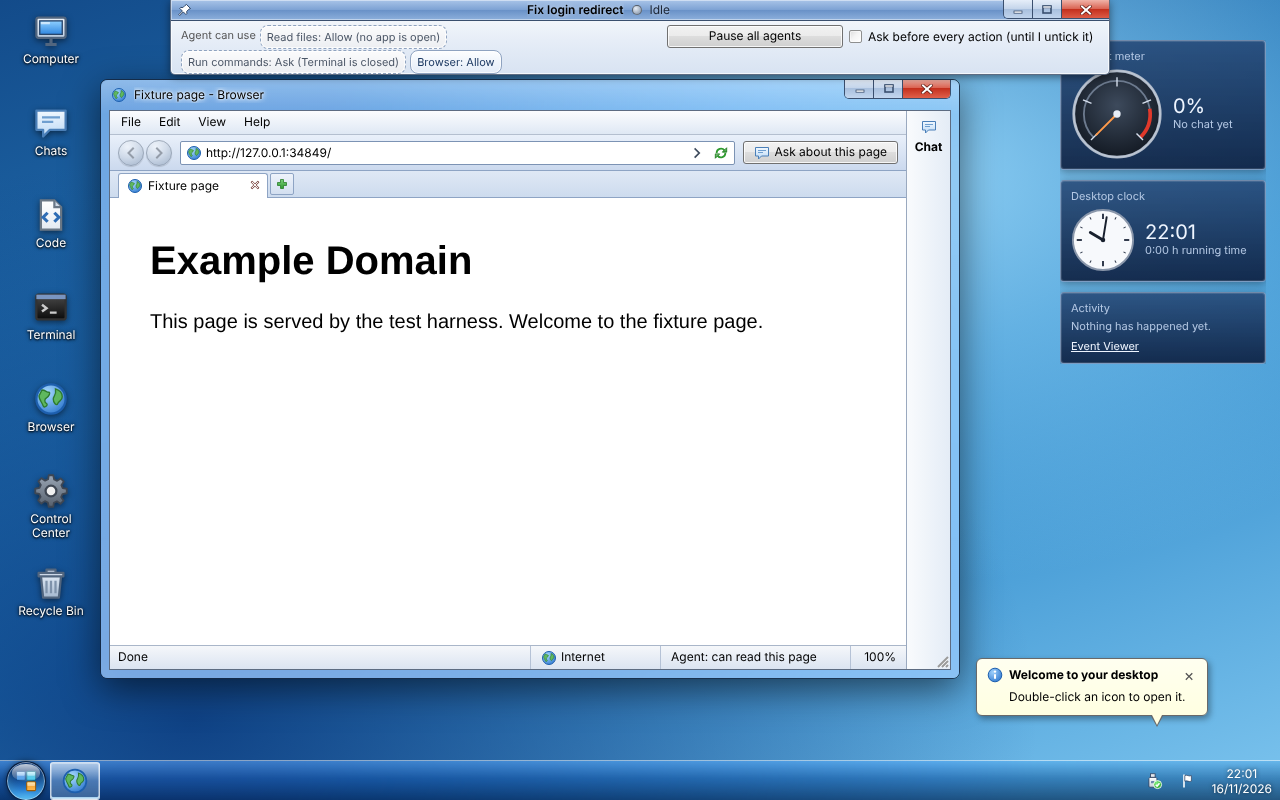 Fix login redirect Idle
Agent can use Read files: Allow (no app is open)
Run commands: Ask (Terminal is closed) Browser: Allow
Pause all agents
Ask before every action (until I untick it)
Computer
Chats
Code
Terminal
Browser
Control
Center
Recycle Bin
Fixture page - Browser
File Edit View Help
http://127.0.0.1:34849/
Ask about this page
Fixture page
Chat
Example Domain
This page is served by the test harness. Welcome to the fixture page.
Done
Internet
Agent: can read this page
100%
meter
0%
No chat yet
Desktop clock
22:01
0:00 h running time
Activity
Nothing has happened yet.
Event Viewer
Welcome to your desktop
Double-click an icon to open it.
22:01
16/11/2026